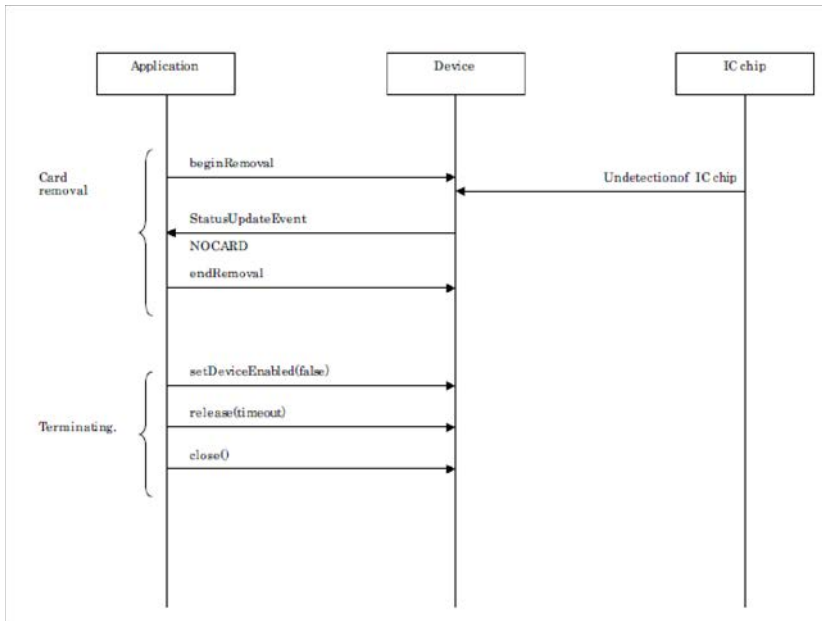 Application
Device
IC chip
Card
removal
beginRemoval
Undetectionof IC chip
StatusUpdateEvent
NOCARD
endRemoval
setDeviceEnabled(false)
Terminating.
release(timeout)
close()